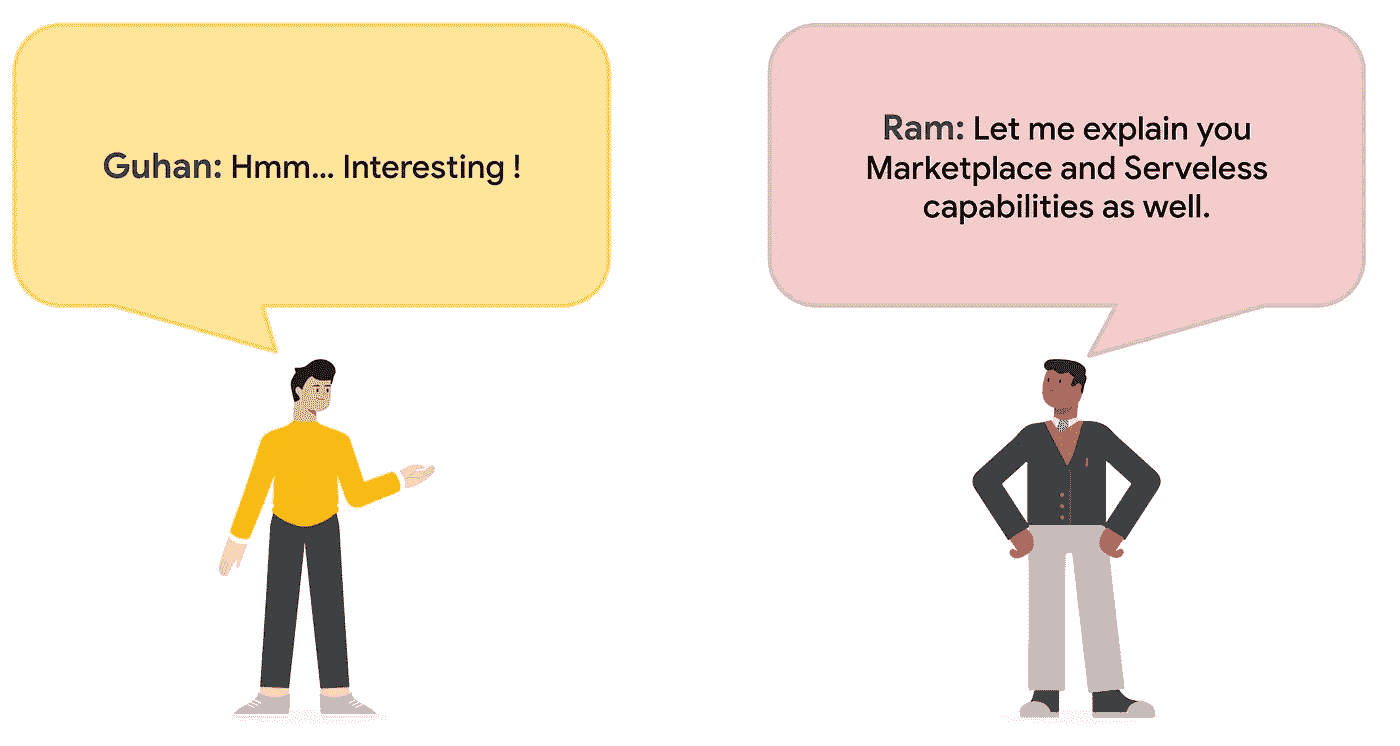 Guhan: Hmm... Interesting !
Ram: Let me explain you
Marketplace and Serveless
capabilities as well.